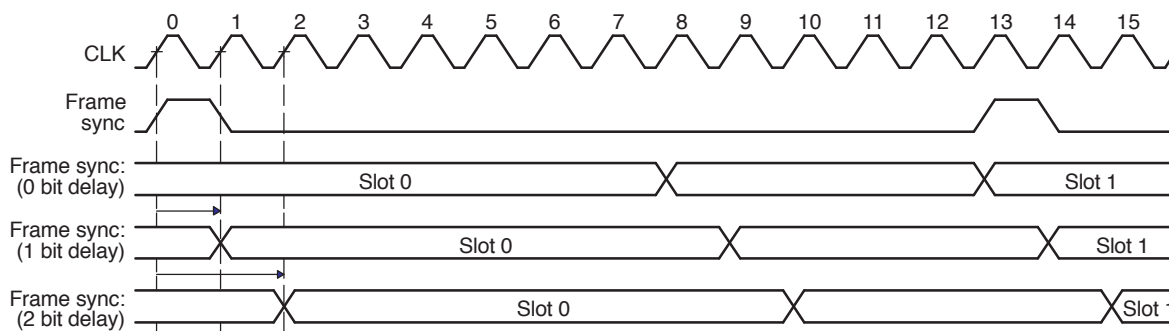 0 1 2 3 4 5 6 7 8 9 10 11 12 13 14 15
CLK
Frame
sync
Frame sync:
(0 bit delay)
Slot 0 Slot 1
Frame sync:
(1 bit delay)
Slot 0 Slot 1
Frame sync:
(2 bit delay)
Slot 0 Slot 1